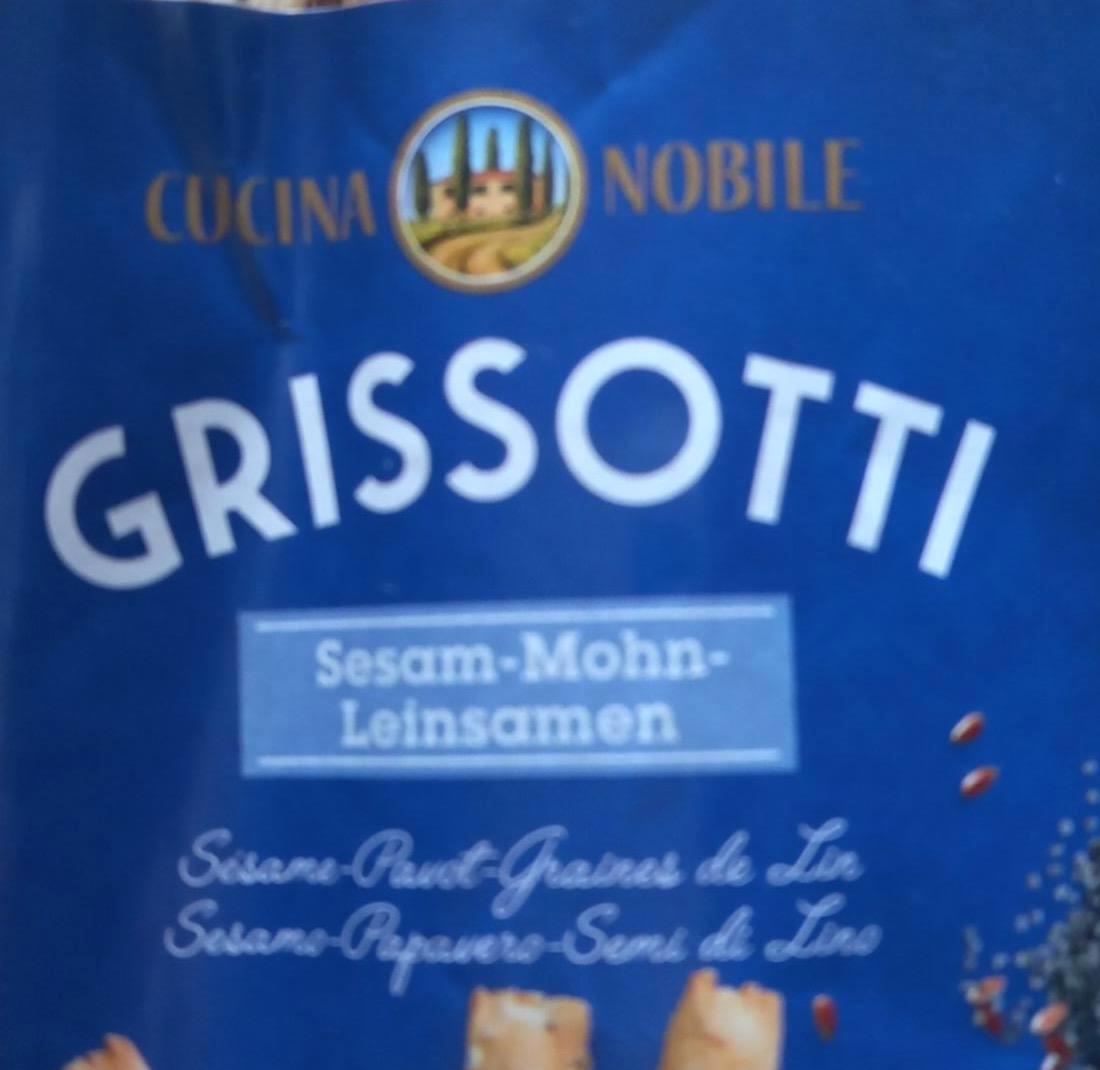 CUCINA NOBILE
GRISSOTTI
Sesam-Mohn-
Leinsamen
Sésame-Pavot-Graines de Lin
Sesamo-Papavero-Semi di Lino